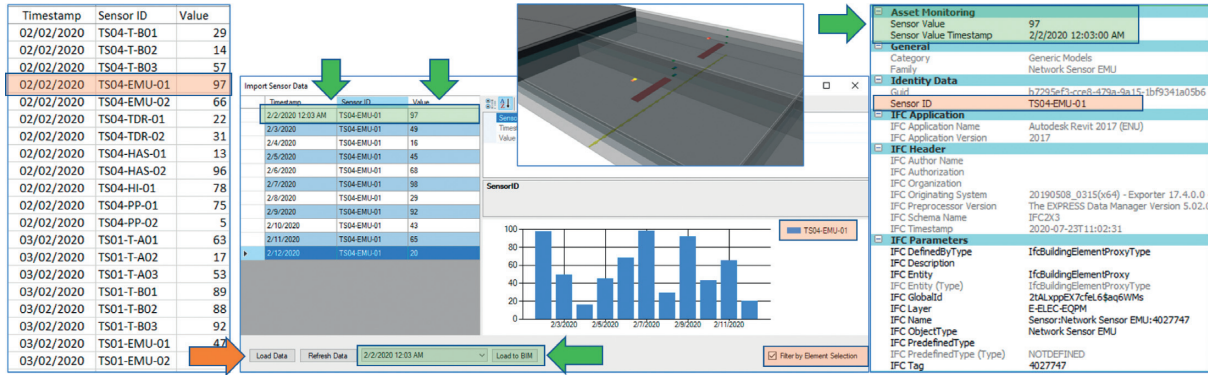 Timestamp Sensor ID Value
02/02/2020 TS04-T-B01 29
02/02/2020 TS04-T-B02 14
02/02/2020 TS04-T-B03 57
02/02/2020 TS04-EMU-01 97
02/02/2020 TS04-EMU-02 66
02/02/2020 TS04-TDR-01 22
02/02/2020 TS04-TDR-02 31
02/02/2020 TS04-HAS-01 13
02/02/2020 TS04-HAS-02 96
02/02/2020 TS04-HI-01 78
02/02/2020 TS04-PP-01 75
02/02/2020 TS04-PP-02 5
03/02/2020 TS01-T-A01 63
03/02/2020 TS01-T-A02 17
03/02/2020 TS01-T-A03 53
03/02/2020 TS01-T-B01 89
03/02/2020 TS01-T-B02 88
03/02/2020 TS01-T-B03 92
03/02/2020 TS01-EMU-01 47
03/02/2020 TS01-EMU-02
Import Sensor Data
Timestamp Sensor ID Value
2/2/2020 12:03 AM TS04-EMU-01 97
2/3/2020 TS04-EMU-01 49
2/4/2020 TS04-EMU-01 16
2/5/2020 TS04-EMU-01 45
2/6/2020 TS04-EMU-01 68
2/7/2020 TS04-EMU-01 98
2/8/2020 TS04-EMU-01 29
2/9/2020 TS04-EMU-01 92
2/10/2020 TS04-EMU-01 43
2/11/2020 TS04-EMU-01 65
2/12/2020 TS04-EMU-01 20
Value
SensorID
TS04-EMU-01
100
80
60
40
20
0
2/3/2020 2/5/2020 2/7/2020 2/9/2020 2/11/2020
Load Data Refresh Data 2/2/2020 12:03 AM Load to BIM Filter by Element Selection
Asset Monitoring
Sensor Value 97
Sensor Value Timestamp 2/2/2020 12:03:00 AM
General
Category Generic Models
Family Network Sensor EMU
Identity Data
Guid b7295ef3-cce8-479a-9a15-1bf9341a05b6
Sensor ID TS04-EMU-01
IFC Application
IFC Application Name Autodesk Revit 2017 (ENU)
IFC Application Version 2017
IFC Header
IFC Author Name
IFC Authorization
IFC Organization
IFC Originating System 20190508_0315(x64) - Exporter 17.4.0.0
IFC Preprocessor Version The EXPRESS Data Manager Version 5.02.0
IFC Schema Name IFC2X3
IFC Timestamp 2020-07-23T11:02:31
IFC Parameters
IFC DefinedByType IfcBuildingElementProxyType
IFC Description
IFC Entity IfcBuildingElementProxy
IFC Entity (Type) IfcBuildingElementProxyType
IFC GlobalId 2tALxppEX7cfeL6$aq6WMs
IFC Layer E-ELEC-EQPM
IFC Name Sensor:Network Sensor EMU:4027747
IFC ObjectType Network Sensor EMU
IFC PredefinedType
IFC PredefinedType (Type) NOTDEFINED
IFC Tag 4027747